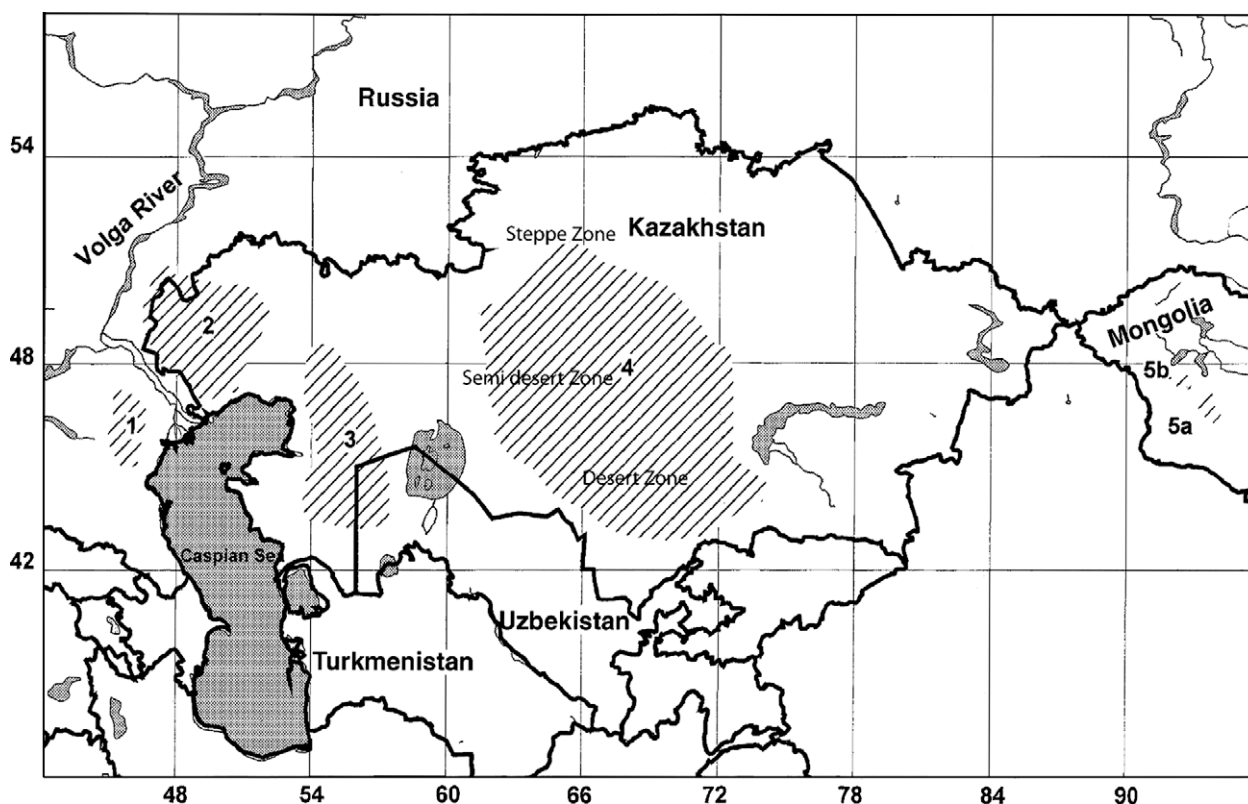 Russia
54
Volga River
Steppe Zone
Kazakhstan
2
Mongolia
48
4
5b
Semi desert Zone
1
3
5a
Desert Zone
Caspian Se
42
Uzbekistan
Turkmenistan
48 54 60 66 72 78 84 90